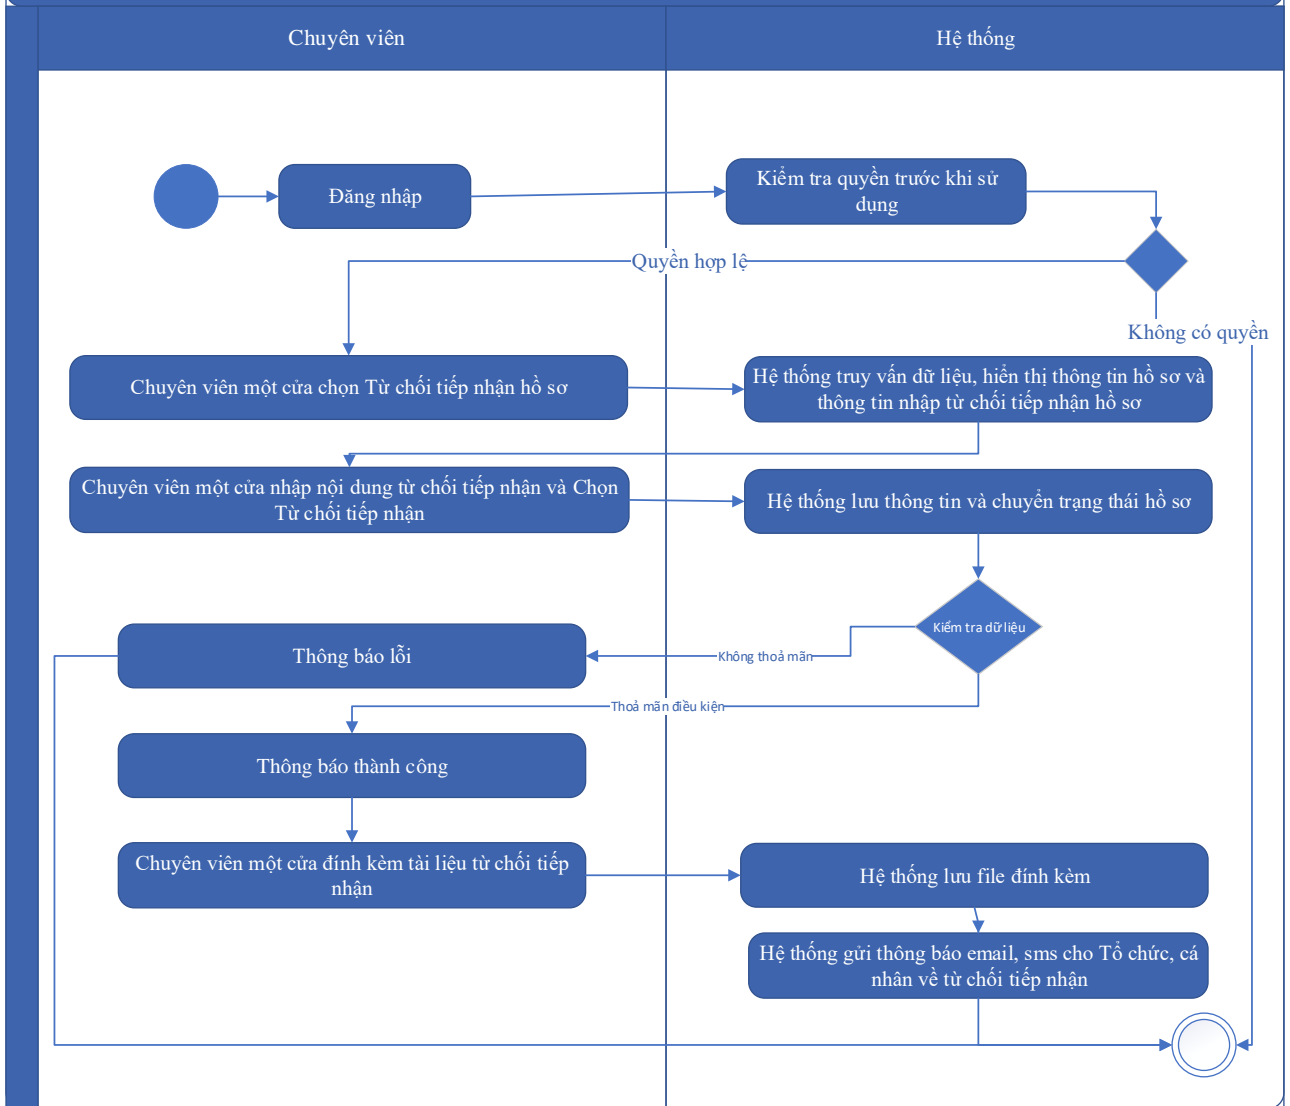 Chuyên viên
Hệ thống
Đăng nhập
Kiểm tra quyền trước khi sử
dụng
Quyền hợp lệ
Không có quyền
Chuyên viên một cửa chọn Từ chối tiếp nhận hồ sơ
Hệ thống truy vấn dữ liệu, hiển thị thông tin hồ sơ và
thông tin nhập từ chối tiếp nhận hồ sơ
Chuyên viên một cửa nhập nội dung từ chối tiếp nhận và Chọn
Từ chối tiếp nhận
Hệ thống lưu thông tin và chuyển trạng thái hồ sơ
Kiểm tra dữ liệu
Không thoả mãn
Thông báo lỗi
Thoả mãn điều kiện
Thông báo thành công
Chuyên viên một cửa đính kèm tài liệu từ chối tiếp
nhận
Hệ thống lưu file đính kèm
Hệ thống gửi thông báo email, sms cho Tổ chức, cá
nhân về từ chối tiếp nhận